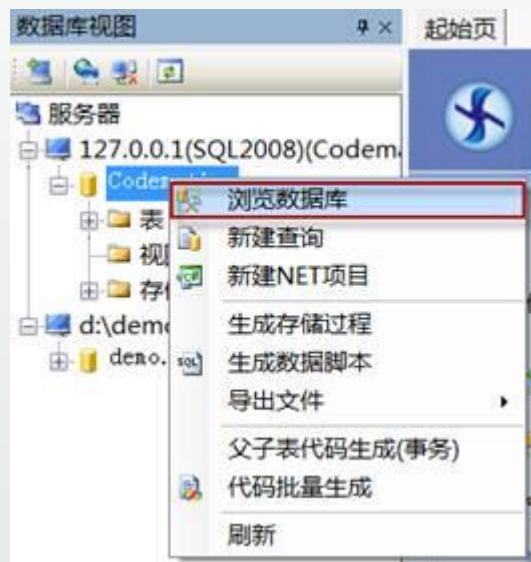 数据库视图
起始页
服务器
127.0.0.1(SQL2008)(Codem
浏览数据库
表
新建查询
新建NET项目
d:\demo
生成存储过程
demo.
生成数据脚本
导出文件
父子表代码生成(事务)
代码批量生成
刷新